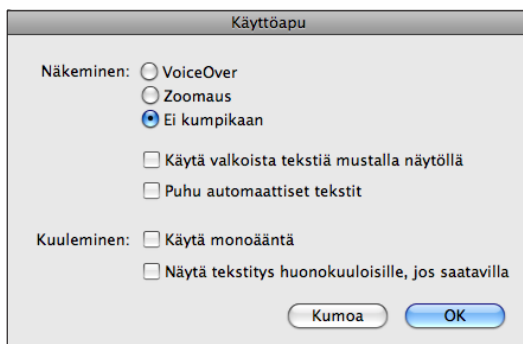 Käyttöapu
Näkeminen: VoiceOver
Zoomaus
Ei kumpikaan
Käytä valkoista tekstiä mustalla näytöllä
Puhu automaattiset tekstit
Kuuleminen: Käytä monoääntä
Näytä tekstitys huonokuuloisille, jos saatavilla
Kumoa OK